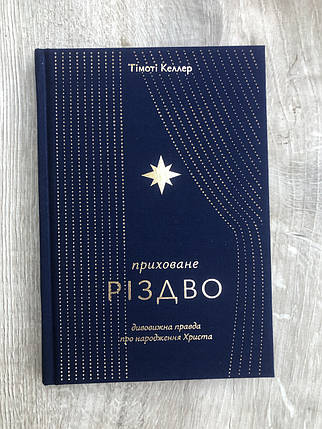 Тімоті Келлер
приховане
РІЗДВО
дивовижна правда
про народження Христа